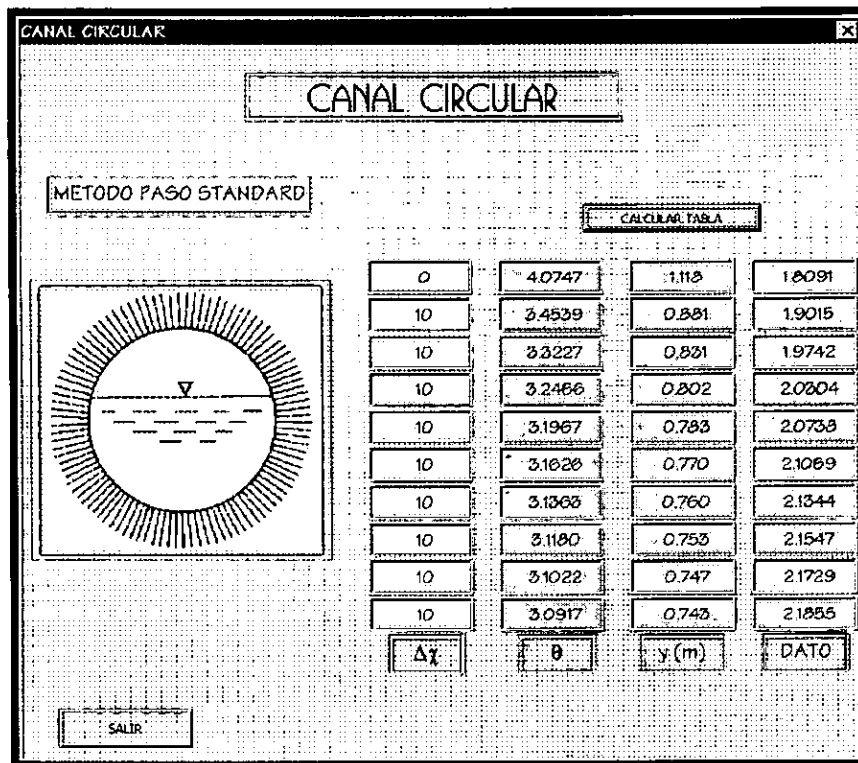 CANAL CIRCULAR
CANAL CIRCULAR
METODO PASO STANDARD
CALCULAR TABLA
0 4.0747 1.118 1.8091
10 3.4539 0.881 1.9015
10 3.3227 0.831 1.9742
10 3.2466 0.802 2.0304
10 3.1967 0.783 2.0738
10 3.1626 0.770 2.1069
10 3.1363 0.760 2.1344
10 3.1180 0.753 2.1547
10 3.1022 0.747 2.1729
10 3.0917 0.743 2.1855
Δχ θ y (m) DATO
SALIR